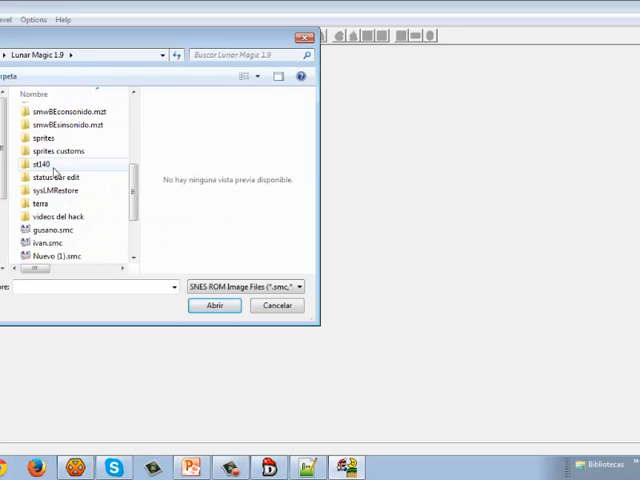 evel Options Help
Lunar Magic 1.9
Buscar Lunar Magic 1.9
rpeta
Nombre
smwBEconsonido.mzt
smwBEsinsonido.mzt
sprites
sprites customs
st140
status bar edit
sysLMRestore
terra
videos del hack
gusano.smc
ivan.smc
Nuevo (1).smc
No hay ninguna vista previa disponible.
re:
SNES ROM Image Files (*.smc,*
Abrir
Cancelar
Bibliotecas